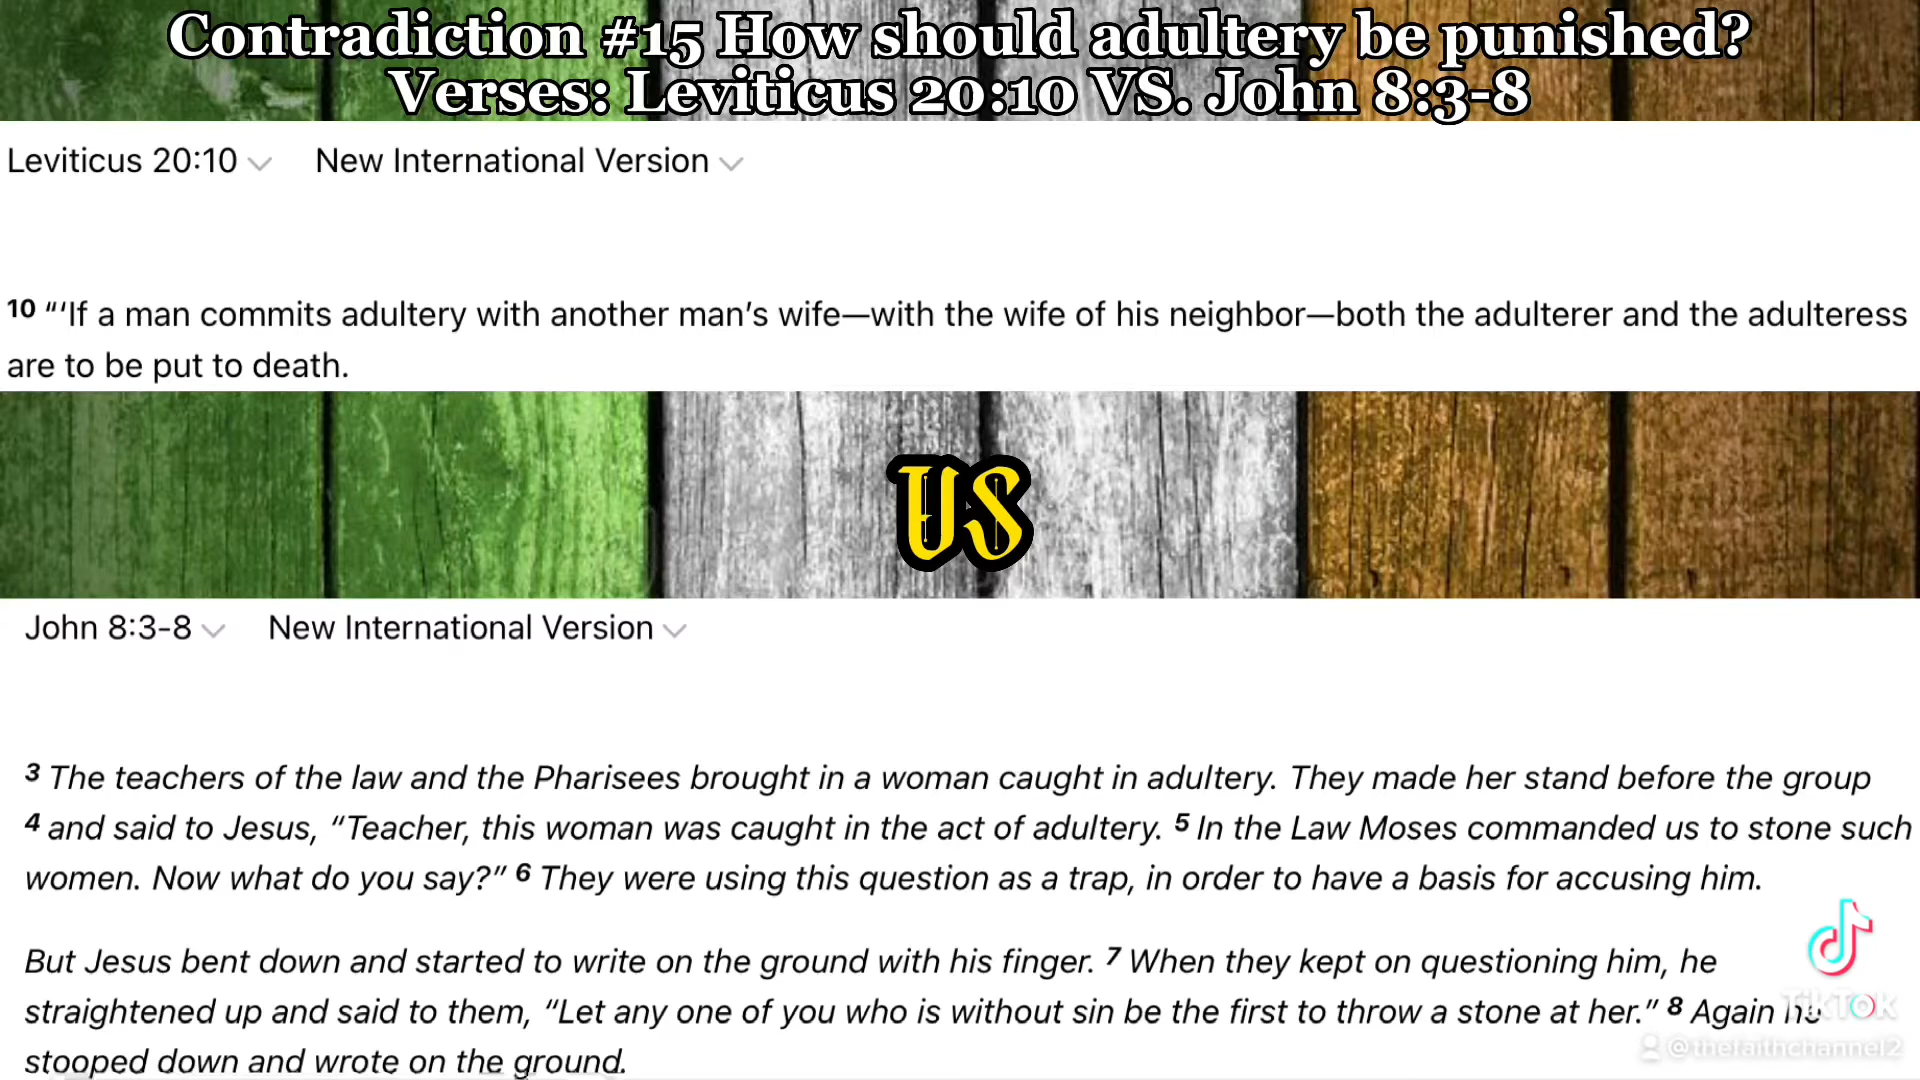 Contradiction #15 How should adultery be punished?
Verses: Leviticus 20:10 VS. John 8:3-8
Leviticus 20:10 New International Version
10 “‘If a man commits adultery with another man’s wife—with the wife of his neighbor—both the adulterer and the adulteress
are to be put to death.
VS
John 8:3-8 New International Version
3 The teachers of the law and the Pharisees brought in a woman caught in adultery. They made her stand before the group
4 and said to Jesus, “Teacher, this woman was caught in the act of adultery. 5 In the Law Moses commanded us to stone such
women. Now what do you say?” 6 They were using this question as a trap, in order to have a basis for accusing him.
But Jesus bent down and started to write on the ground with his finger. 7 When they kept on questioning him, he
straightened up and said to them, “Let any one of you who is without sin be the first to throw a stone at her.” 8 Again he
stooped down and wrote on the ground.
TikTok
@thefaithchannel2